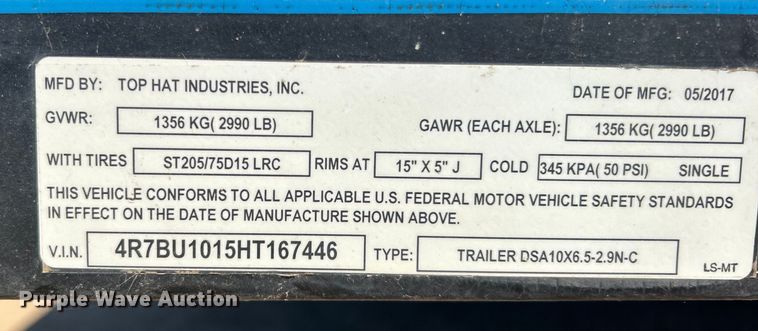 MFD BY: TOP HAT INDUSTRIES, INC. DATE OF MFG: 05/2017
GVWR: 1356 KG( 2990 LB) GAWR (EACH AXLE): 1356 KG( 2990 LB)
WITH TIRES ST205/75D15 LRC RIMS AT 15" X 5" J COLD 345 KPA( 50 PSI) SINGLE
THIS VEHICLE CONFORMS TO ALL APPLICABLE U.S. FEDERAL MOTOR VEHICLE SAFETY STANDARDS
IN EFFECT ON THE DATE OF MANUFACTURE SHOWN ABOVE.
V.I.N. 4R7BU1015HT167446 TYPE: TRAILER DSA10X6.5-2.9N-C
LS-MT
Purple Wave Auction